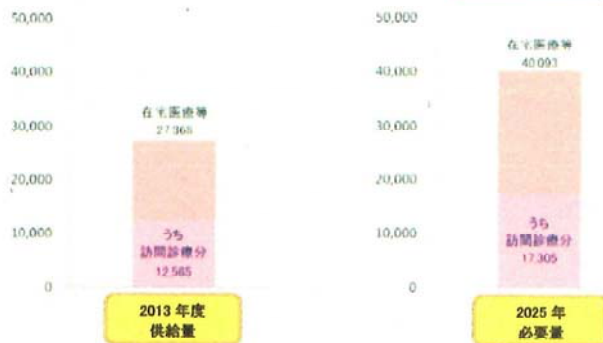 50,000
40,000
30,000
20,000
10,000
0
在宅医療等
27,365
うち
訪問診療分
12,565
2013 年度
供給量
50,000
40,000
30,000
20,000
10,000
0
在宅医療等
40,093
うち
訪問診療分
17,305
2025 年
必要量